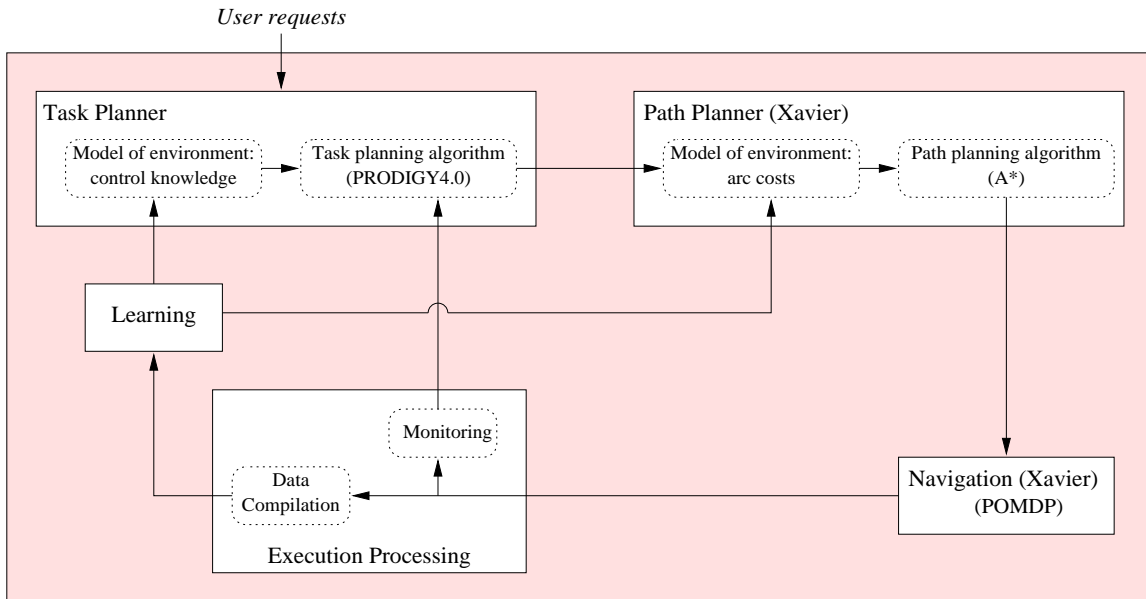 User requests
Task Planner
Model of environment:
control knowledge
Task planning algorithm
(PRODIGY4.0)
Path Planner (Xavier)
Model of environment:
arc costs
Path planning algorithm
(A*)
Learning
Monitoring
Data
Compilation
Execution Processing
Navigation (Xavier)
(POMDP)